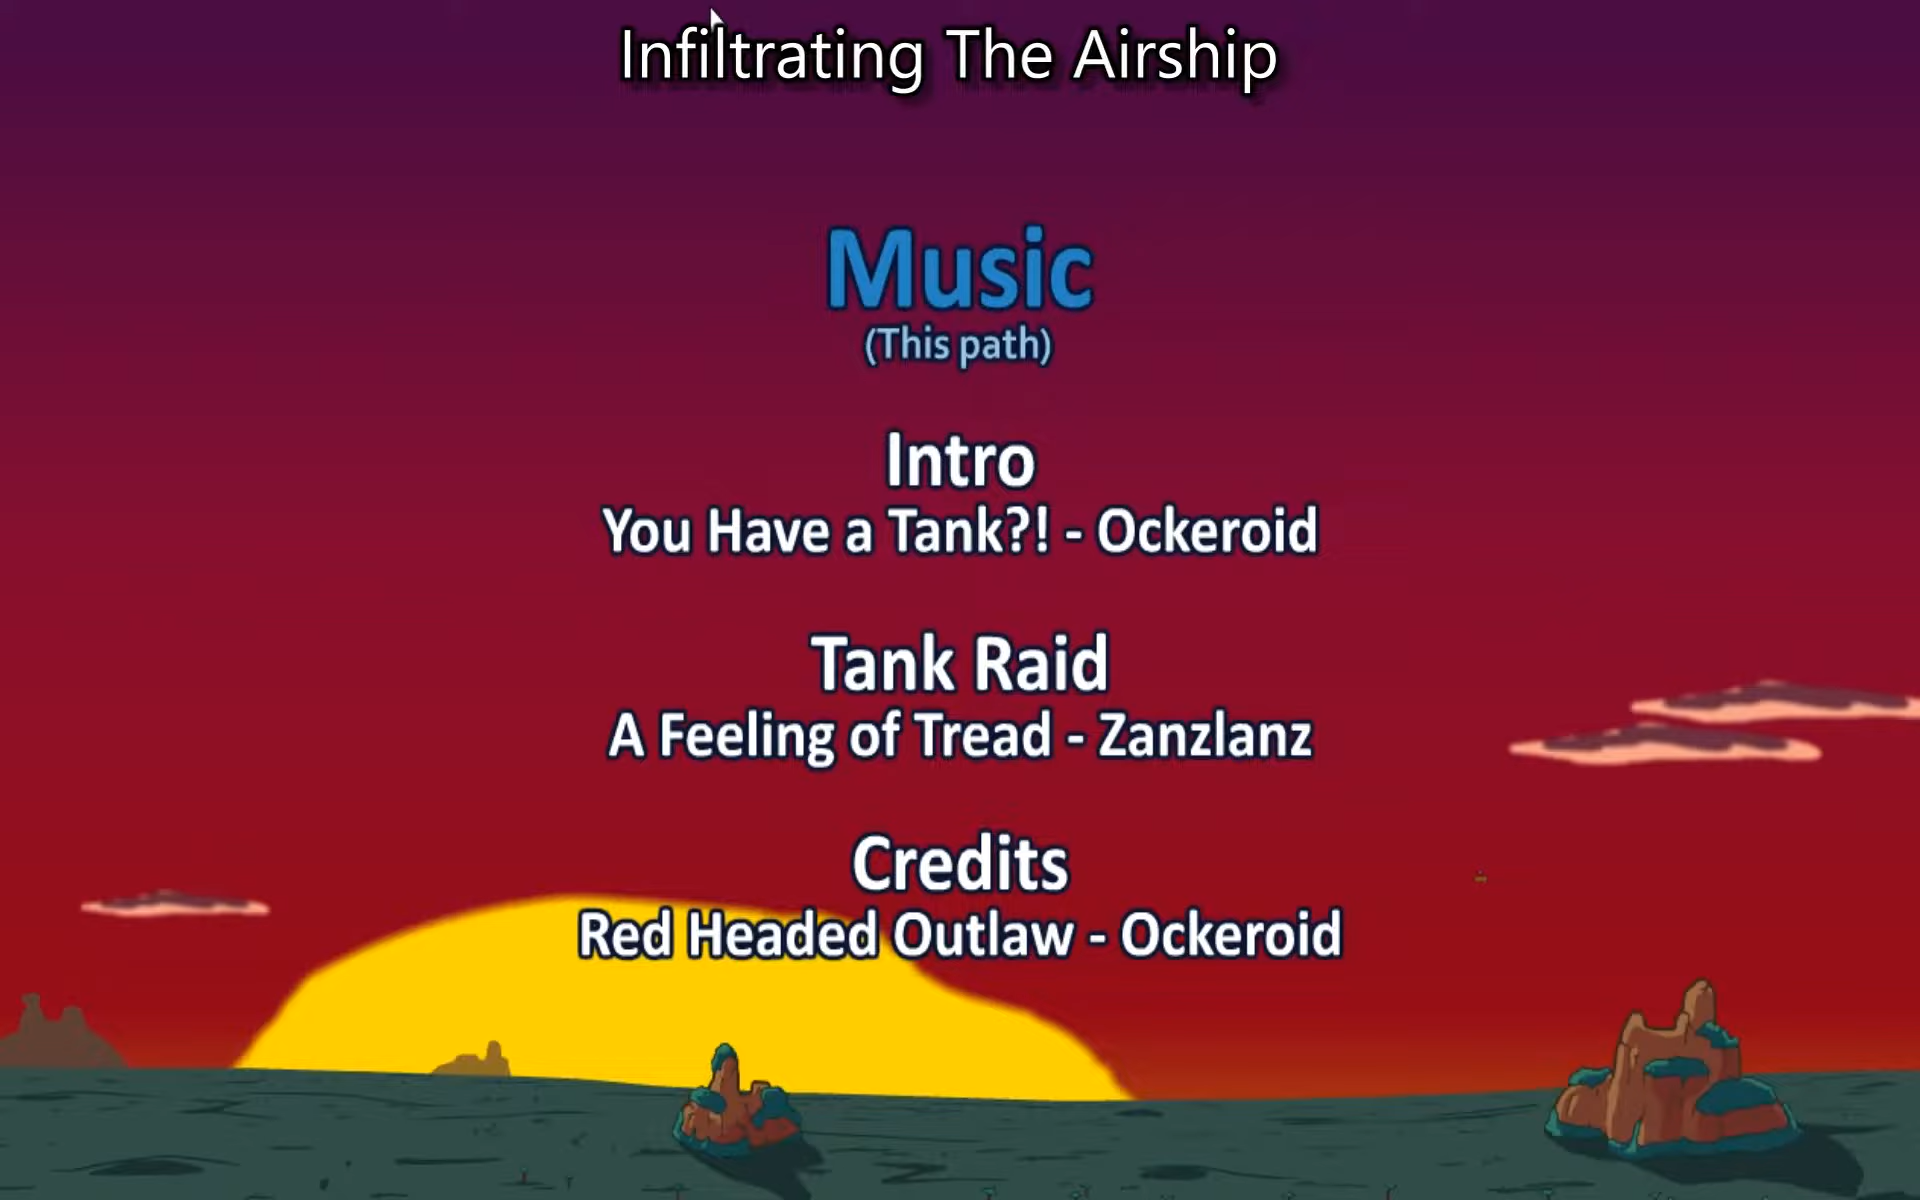 Infiltrating The Airship
Music
(This path)
Intro
You Have a Tank?! - Ockeroid
Tank Raid
A Feeling of Tread - Zanzlanz
Credits
Red Headed Outlaw - Ockeroid